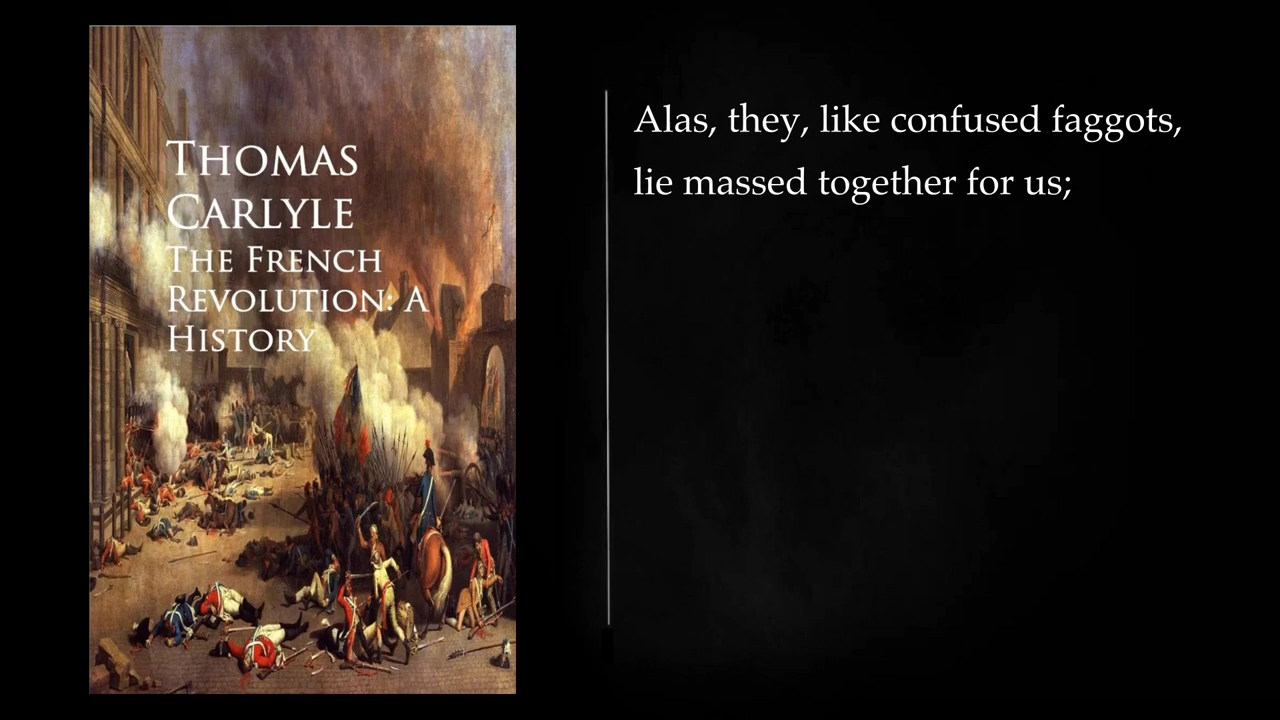 THOMAS
CARLYLE
THE FRENCH
REVOLUTION: A
HISTORY
Alas, they, like confused faggots,
lie massed together for us;